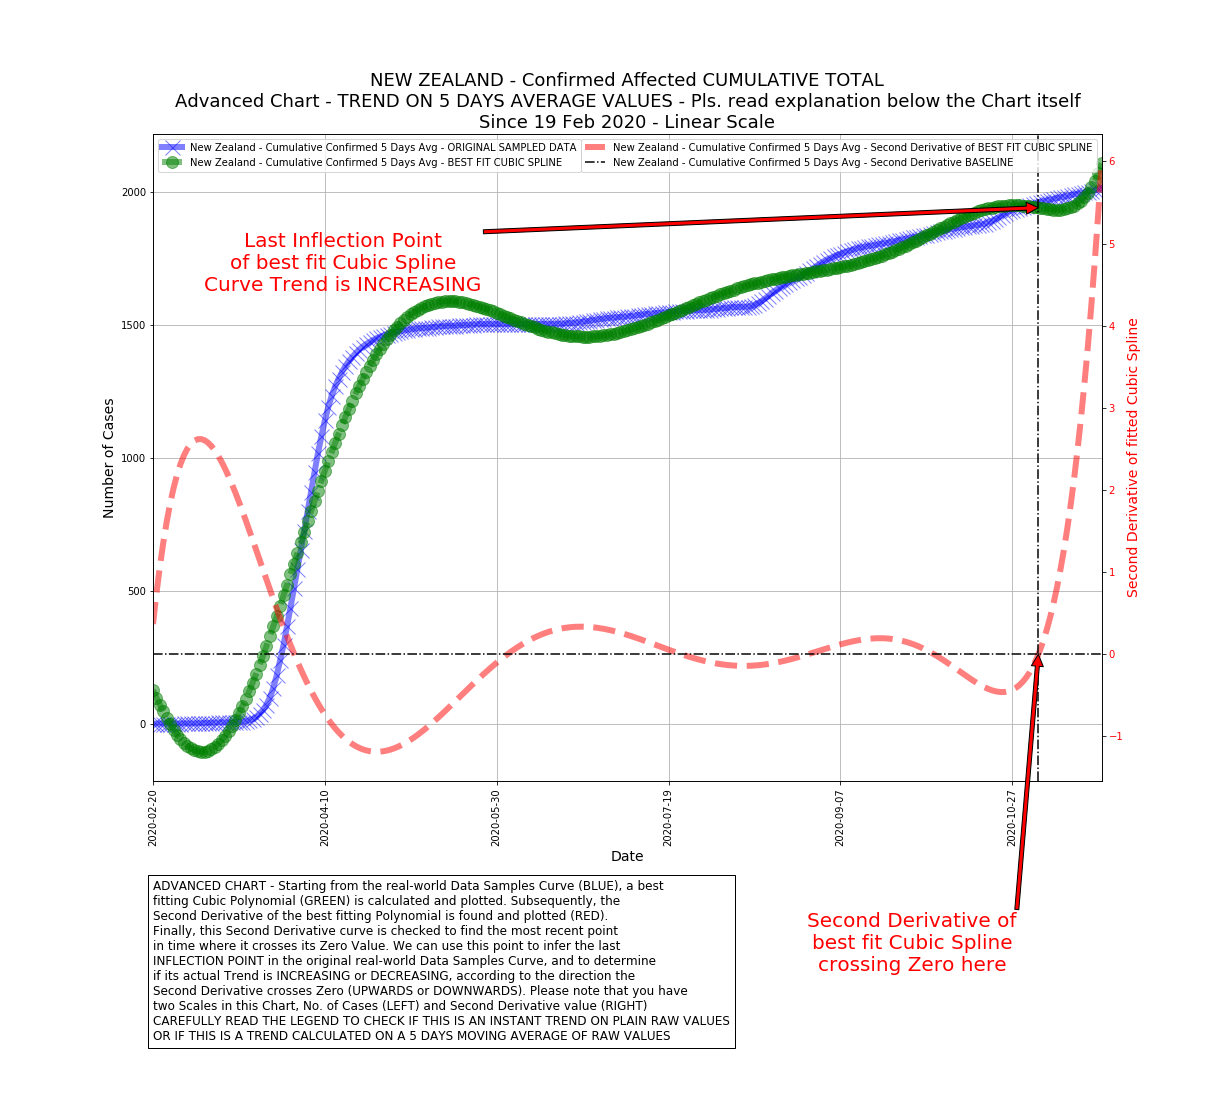 NEW ZEALAND - Confirmed Affected CUMULATIVE TOTAL
Advanced Chart - TREND ON 5 DAYS AVERAGE VALUES - Pls. read explanation below the Chart itself
Since 19 Feb 2020 - Linear Scale
New Zealand - Cumulative Confirmed 5 Days Avg - ORIGINAL SAMPLED DATA
New Zealand - Cumulative Confirmed 5 Days Avg - BEST FIT CUBIC SPLINE
New Zealand - Cumulative Confirmed 5 Days Avg - Second Derivative of BEST FIT CUBIC SPLINE
New Zealand - Cumulative Confirmed 5 Days Avg - Second Derivative BASELINE
Last Inflection Point
of best fit Cubic Spline
Curve Trend is INCREASING
Number of Cases
2000
1500
1000
500
0
6
5
4
3
2
1
0
−1
Second Derivative of fitted Cubic Spline
2020-02-20
2020-04-10
2020-05-30
2020-07-19
2020-09-07
2020-10-27
Date
ADVANCED CHART - Starting from the real-world Data Samples Curve (BLUE), a best
fitting Cubic Polynomial (GREEN) is calculated and plotted. Subsequently, the
Second Derivative of the best fitting Polynomial is found and plotted (RED).
Finally, this Second Derivative curve is checked to find the most recent point
in time where it crosses its Zero Value. We can use this point to infer the last
INFLECTION POINT in the original real-world Data Samples Curve, and to determine
if its actual Trend is INCREASING or DECREASING, according to the direction the
Second Derivative crosses Zero (UPWARDS or DOWNWARDS). Please note that you have
two Scales in this Chart, No. of Cases (LEFT) and Second Derivative value (RIGHT)
CAREFULLY READ THE LEGEND TO CHECK IF THIS IS AN INSTANT TREND ON PLAIN RAW VALUES
OR IF THIS IS A TREND CALCULATED ON A 5 DAYS MOVING AVERAGE OF RAW VALUES
Second Derivative of
best fit Cubic Spline
crossing Zero here